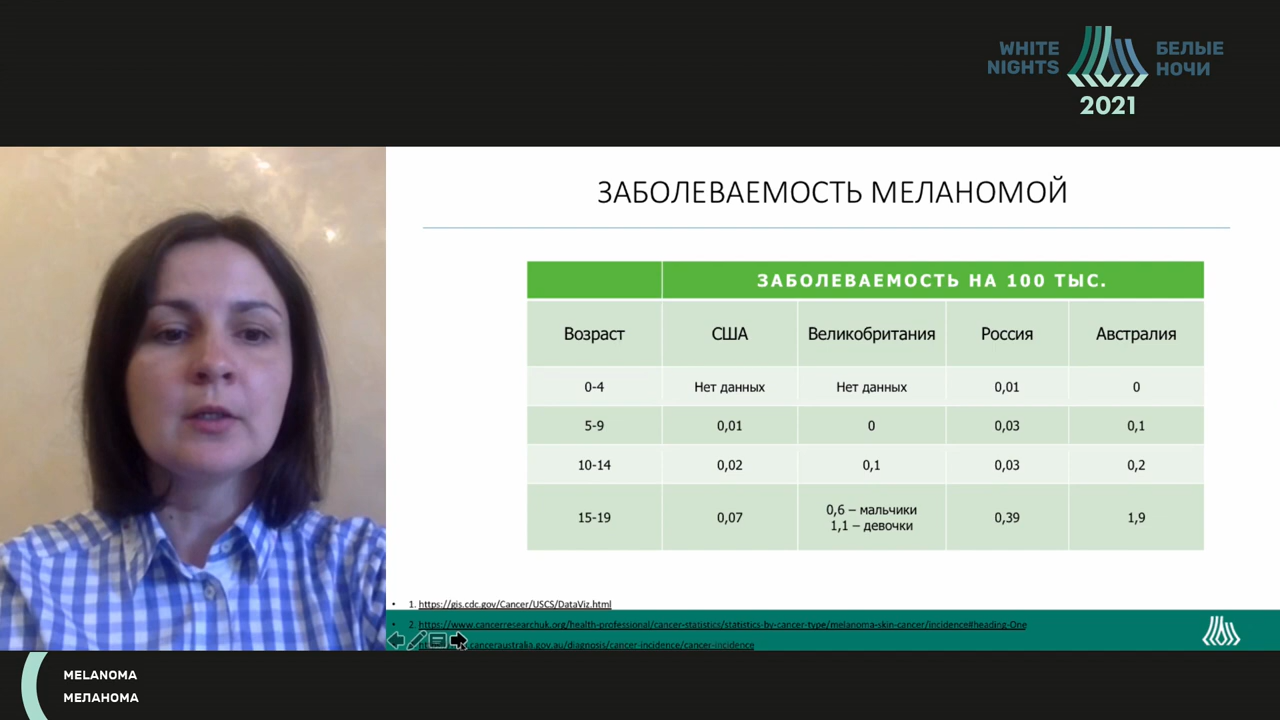 WHITE
NIGHTS
БЕЛЫЕ
НОЧИ
2021
ЗАБОЛЕВАЕМОСТЬ МЕЛАНОМОЙ
ЗАБОЛЕВАЕМОСТЬ НА 100 ТЫС.
Возраст США Великобритания Россия Австралия
0-4 Нет данных Нет данных 0,01 0
5-9 0,01 0 0,03 0,1
10-14 0,02 0,1 0,03 0,2
15-19 0,07 0,6 – мальчики 0,39 1,9
1,1 – девочки
• 1. https://gis.cdc.gov/Cancer/USCS/DataViz.html
• 2. https://www.cancerresearchuk.org/health-professional/cancer-statistics/statistics-by-cancer-type/melanoma-skin-cancer/incidence#heading-One
canceraustralia.gov.au/diagnosis/cancer-incidence/cancer-incidence
MELANOMA
МЕЛАНОМА